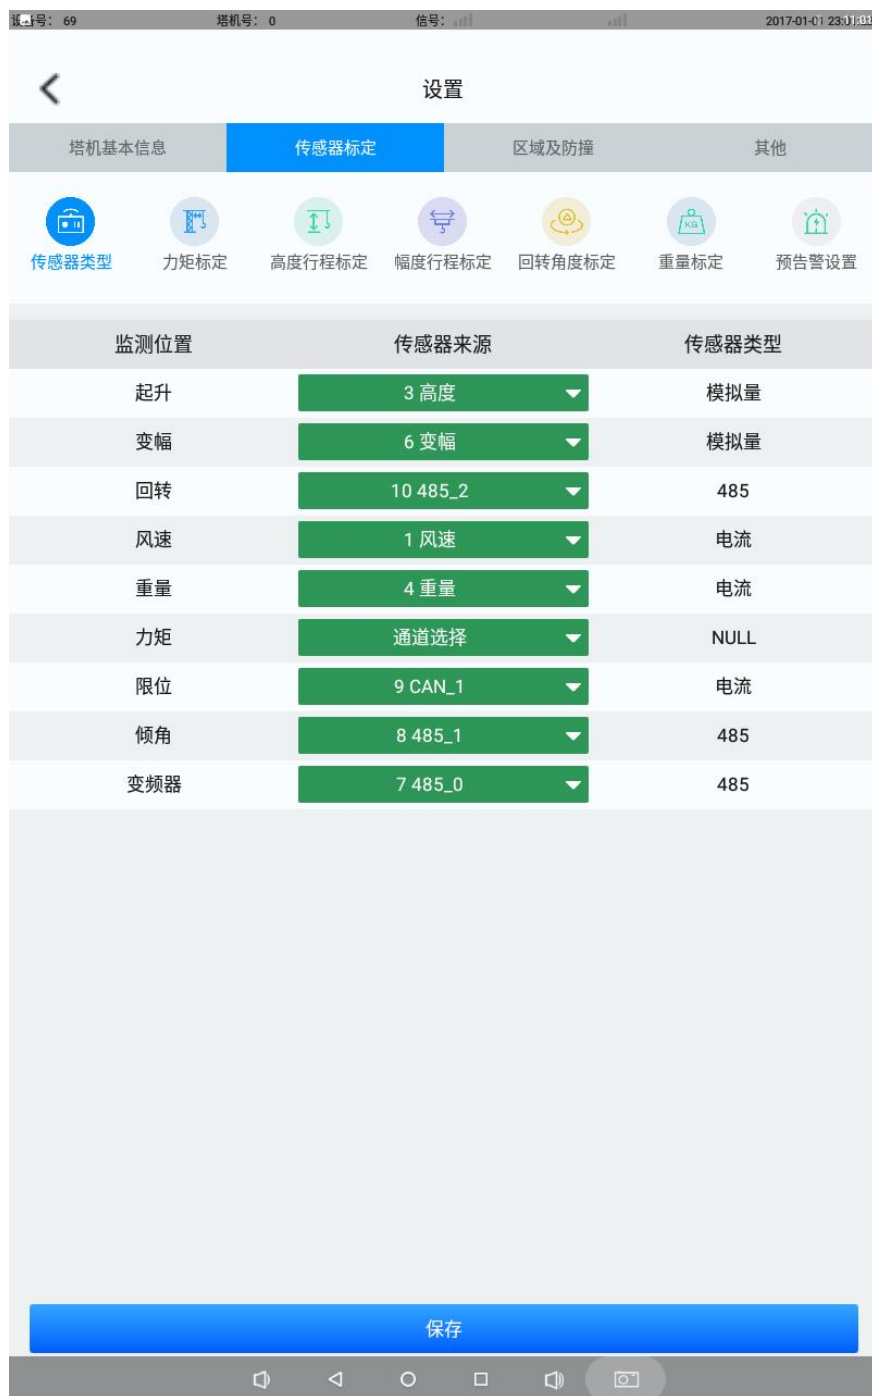 号： 69 塔机号： 0 信号： 2017-01-01
设置
塔机基本信息 传感器标定 区域及防撞 其他
KG
传感器类型 力矩标定 高度行程标定 幅度行程标定 回转角度标定 重量标定 预告警设置
监测位置 传感器来源 传感器类型
起升 3 高度 模拟量
变幅 6 变幅 模拟量
回转 10 485_2 485
风速 1 风速 电流
重量 4 重量 电流
力矩 通道选择 NULL
限位 9 CAN_1 电流
倾角 8 485_1 485
变频器 7 485_0 485
保存